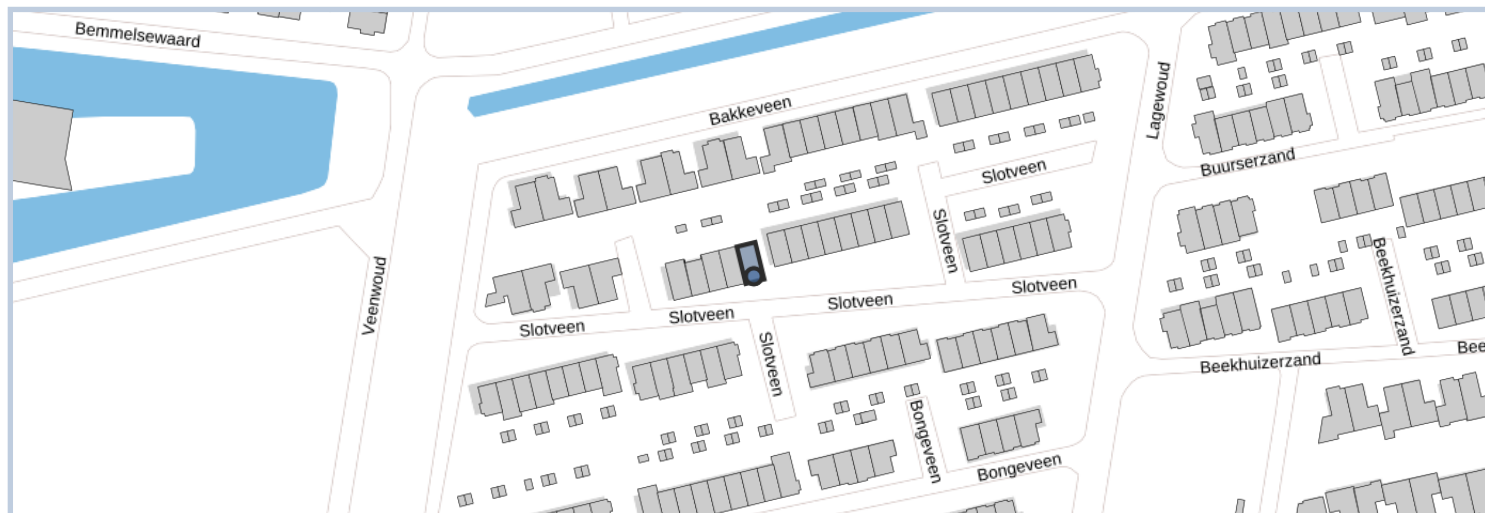 Bemmelsewaard
Bakkeveen
Lagewoud
Buurserzand
Slotveen
Slotveen
Beekhuizerzand
Veenwoud
Slotveen
Slotveen
Slotveen
Slotveen
Slotveen
Beekhuizerzand
Bee
Bongeveen
Bongeveen